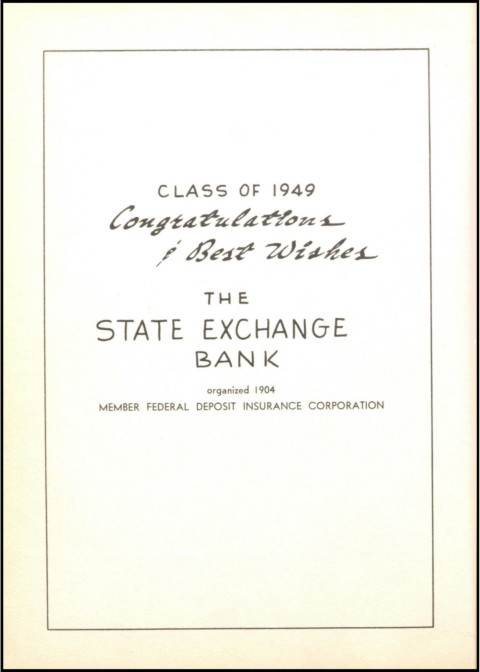 CLASS OF 1949
Congratulations
& Best Wishes
THE
STATE EXCHANGE
BANK
organized 1904
MEMBER FEDERAL DEPOSIT INSURANCE CORPORATION